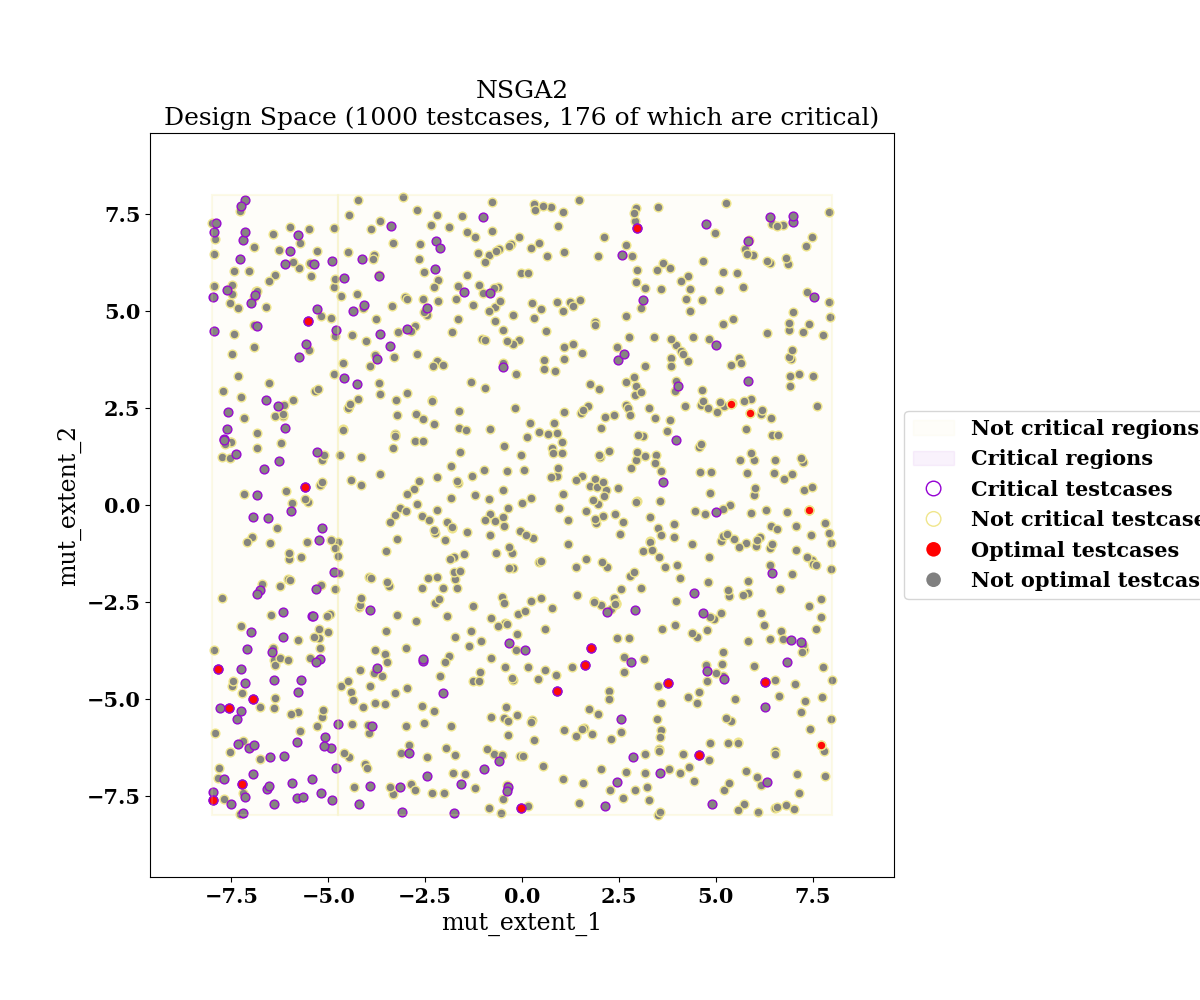 NSGA2
Design Space (1000 testcases, 176 of which are critical)
mut_extent_2
7.5
5.0
2.5
0.0
−2.5
−5.0
−7.5
−7.5 −5.0 −2.5 0.0 2.5 5.0 7.5
mut_extent_1
Not critical regions
Critical regions
Critical testcases
Not critical testcase
Optimal testcases
Not optimal testcas